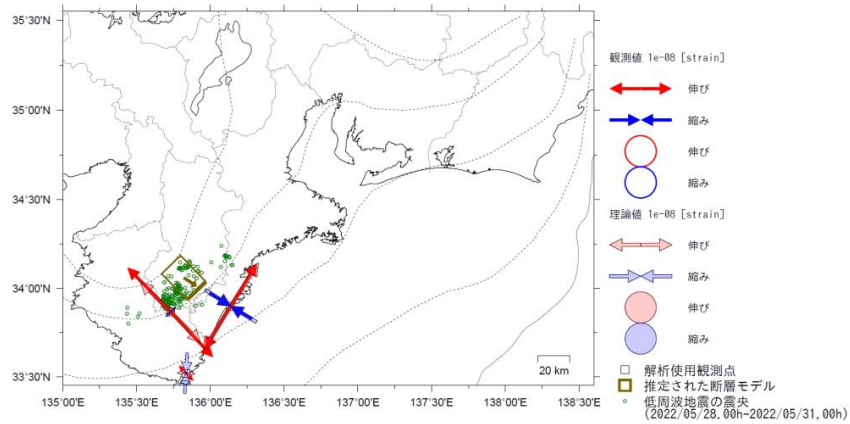 35°30'N
35°00'N
34°30'N
34°00'N
33°30'N
135°00'E
135°30'E
136°00'E
136°30'E
137°00'E
137°30'E
138°00'E
138°30'E
20 km
観測値 1e-08 [strain]
伸び
縮み
伸び
縮み
理論値 1e-08 [strain]
伸び
縮み
伸び
縮み
解析使用観測点
推定された断層モデル
低周波地震の震央
(2022/05/28.00h-2022/05/31.00h)